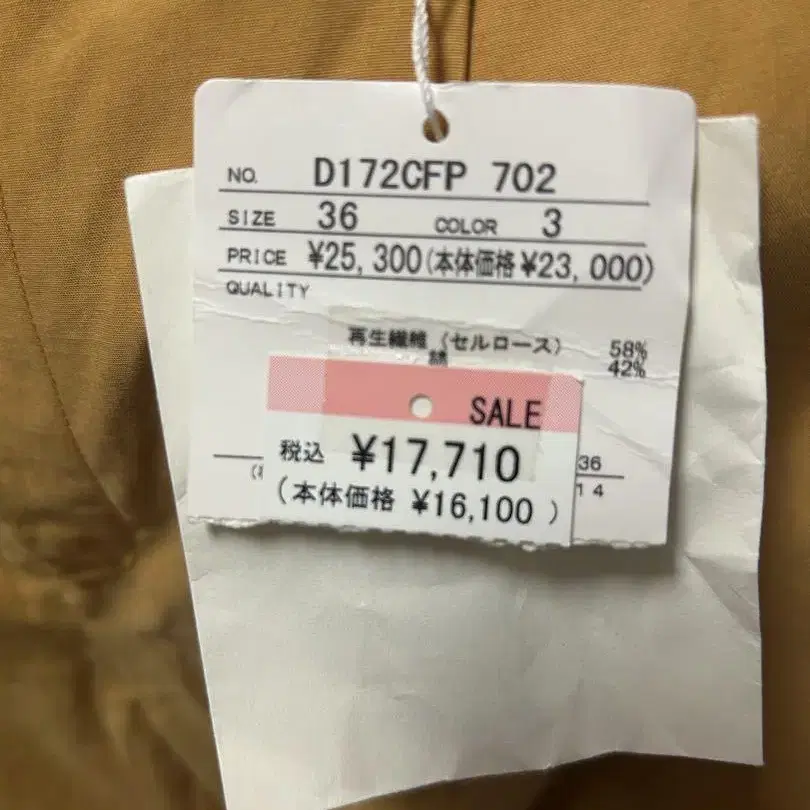 NO. D172CFP 702
SIZE 36 COLOR 3
PRICE ¥25,300(本体価格¥23,000)
QUALITY
再生繊維 (セルロース) 58%
綿 42%
SALE
税込 ¥17,710
(本体価格 ¥16,100 )
36
14